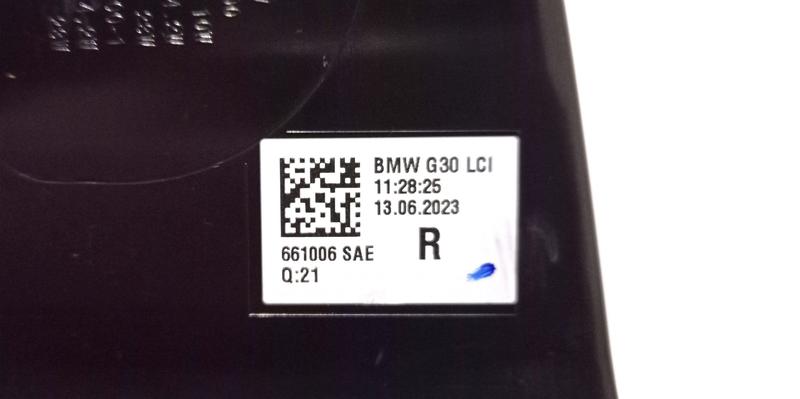 BMW G30 LCI
11:28:25
13.06.2023
661006 SAE R
Q:21